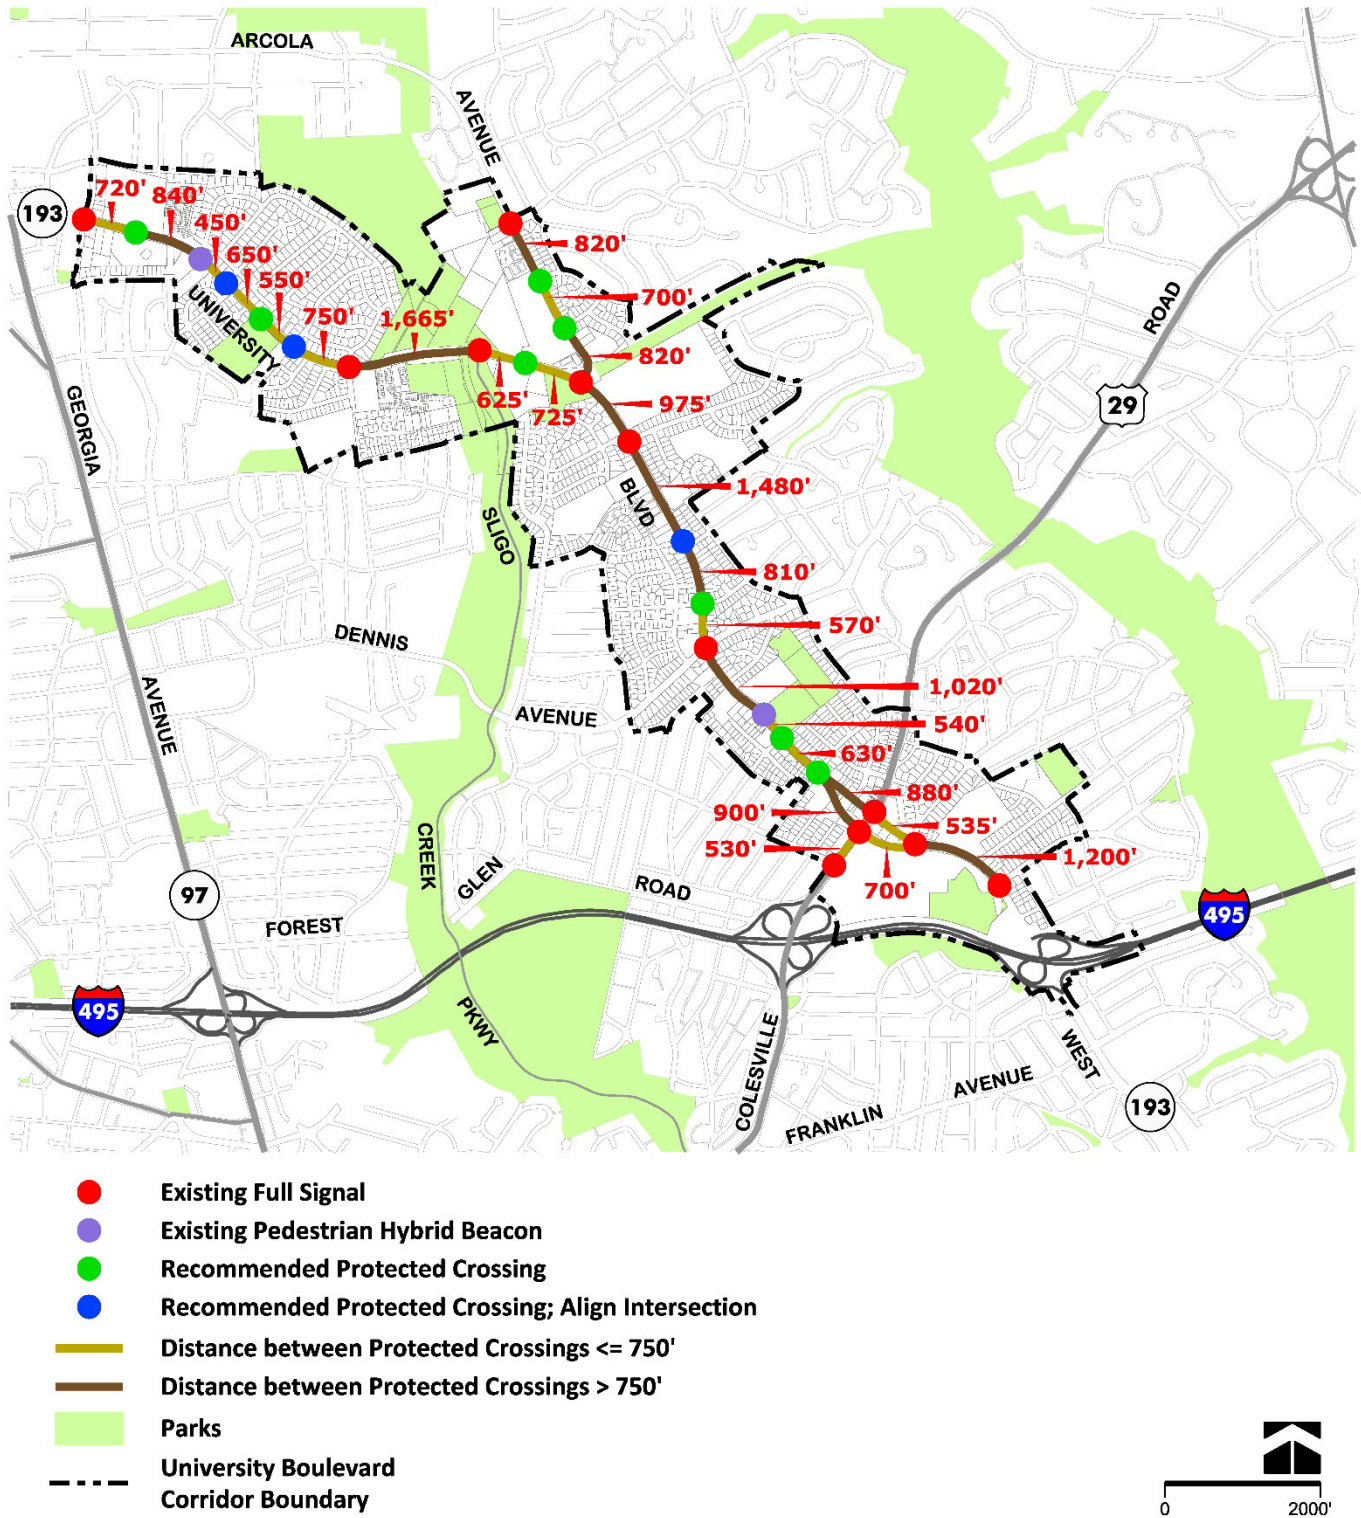 ARCOLA
AVENUE
193
720'
840'
450'
650'
550'
750'
1,665'
820'
700'
820'
625'
725'
975'
UNIVERSITY
BLVD
1,480'
810'
570'
1,020'
540'
630'
880'
900'
535'
530'
700'
1,200'
GEORGIA
AVENUE
97
SLIGO
CREEK
PKWY
DENNIS
AVENUE
ROAD
29
FOREST
GLEN
ROAD
495
495
COLESVILLE
FRANKLIN
AVENUE
WEST
193
Existing Full Signal
Existing Pedestrian Hybrid Beacon
Recommended Protected Crossing
Recommended Protected Crossing; Align Intersection
Distance between Protected Crossings <= 750'
Distance between Protected Crossings > 750'
Parks
University Boulevard
Corridor Boundary
0 2000'